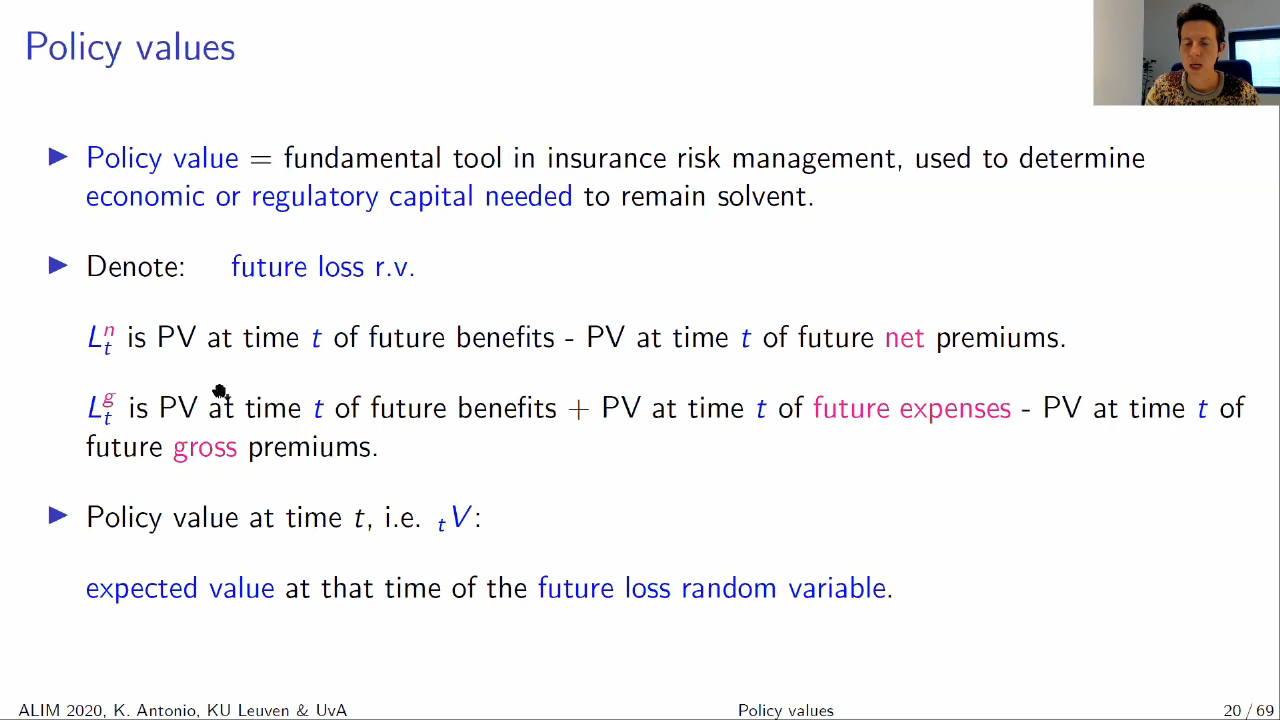 Policy values
▶ Policy value = fundamental tool in insurance risk management, used to determine
economic or regulatory capital needed to remain solvent.
▶ Denote: future loss r.v.
Lₜⁿ is PV at time t of future benefits - PV at time t of future net premiums.
Lₜᵍ is PV at time t of future benefits + PV at time t of future expenses - PV at time t of
future gross premiums.
▶ Policy value at time t, i.e. ₜV:
expected value at that time of the future loss random variable.
ALIM 2020, K. Antonio, KU Leuven & UvA Policy values 20 / 69